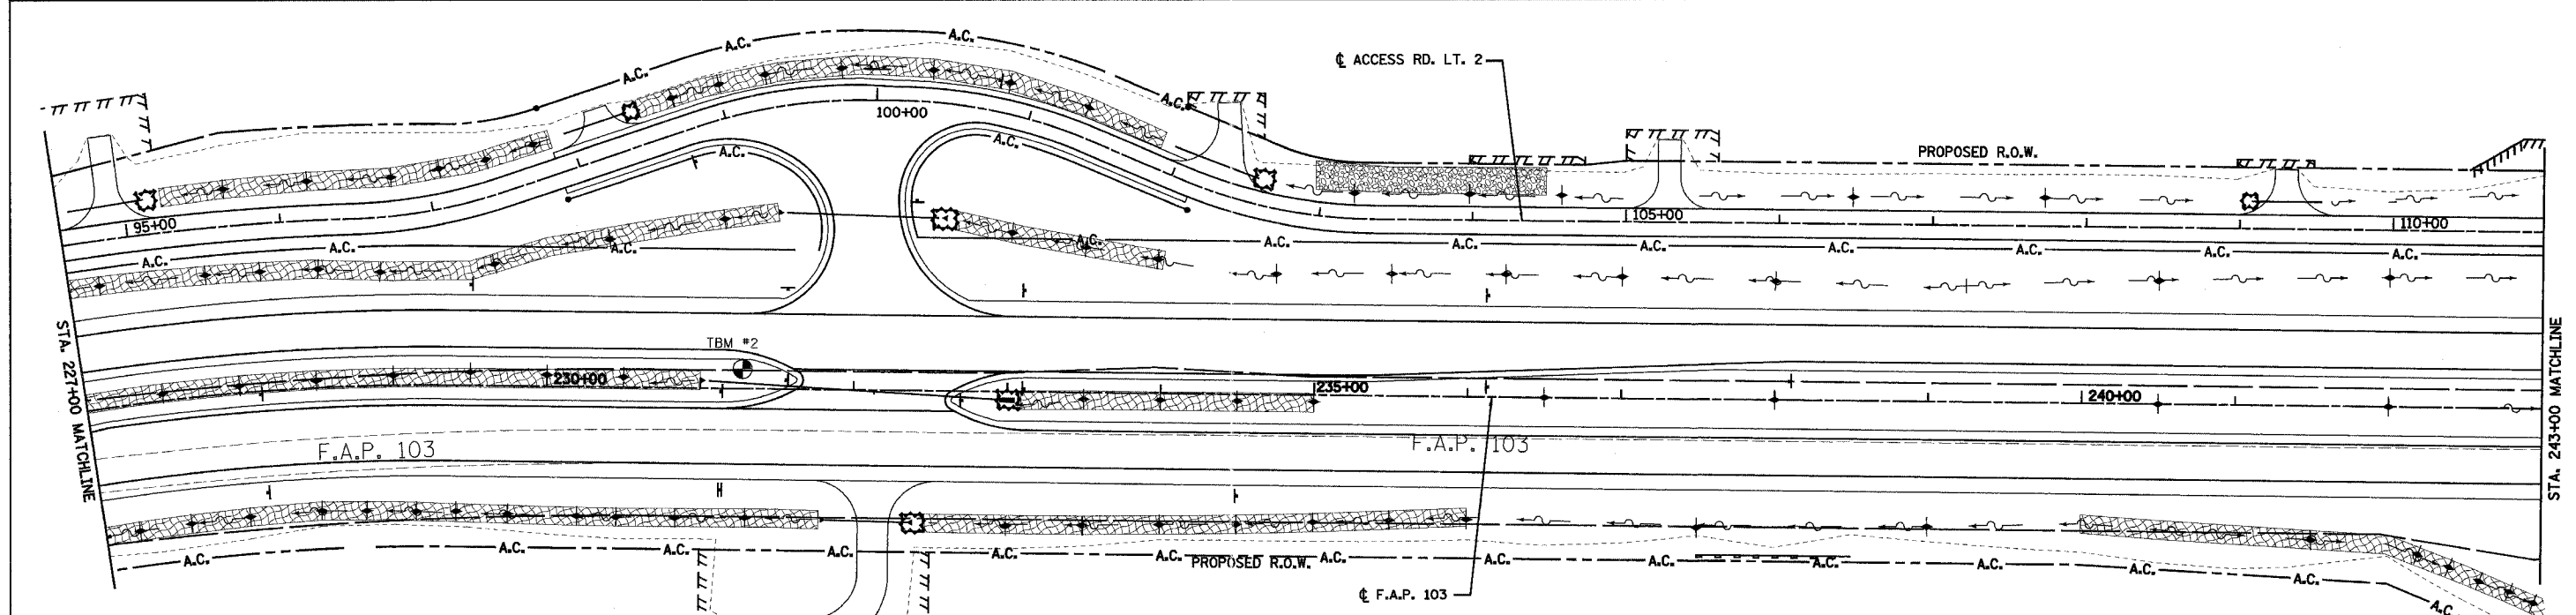 A.C.
A.C.
A.C.
℄ ACCESS RD. LT. 2
A.C.
100+00
A.C.
A.C.
PROPOSED R.O.W.
95+00
105+00
110+00
A.C.
A.C.
A.C.
A.C.
A.C.
A.C.
A.C.
A.C.
A.C.
A.C.
A.C.
STA. 227+00 MATCHLINE
TBM #2
230+00
235+00
240+00
STA. 243+00 MATCHLINE
F.A.P. 103
F.A.P. 103
A.C.
A.C.
A.C.
A.C.
A.C.
A.C.
PROPOSED R.O.W.
A.C.
A.C.
A.C.
A.C.
A.C.
A.C.
A.C.
A.C.
℄ F.A.P. 103